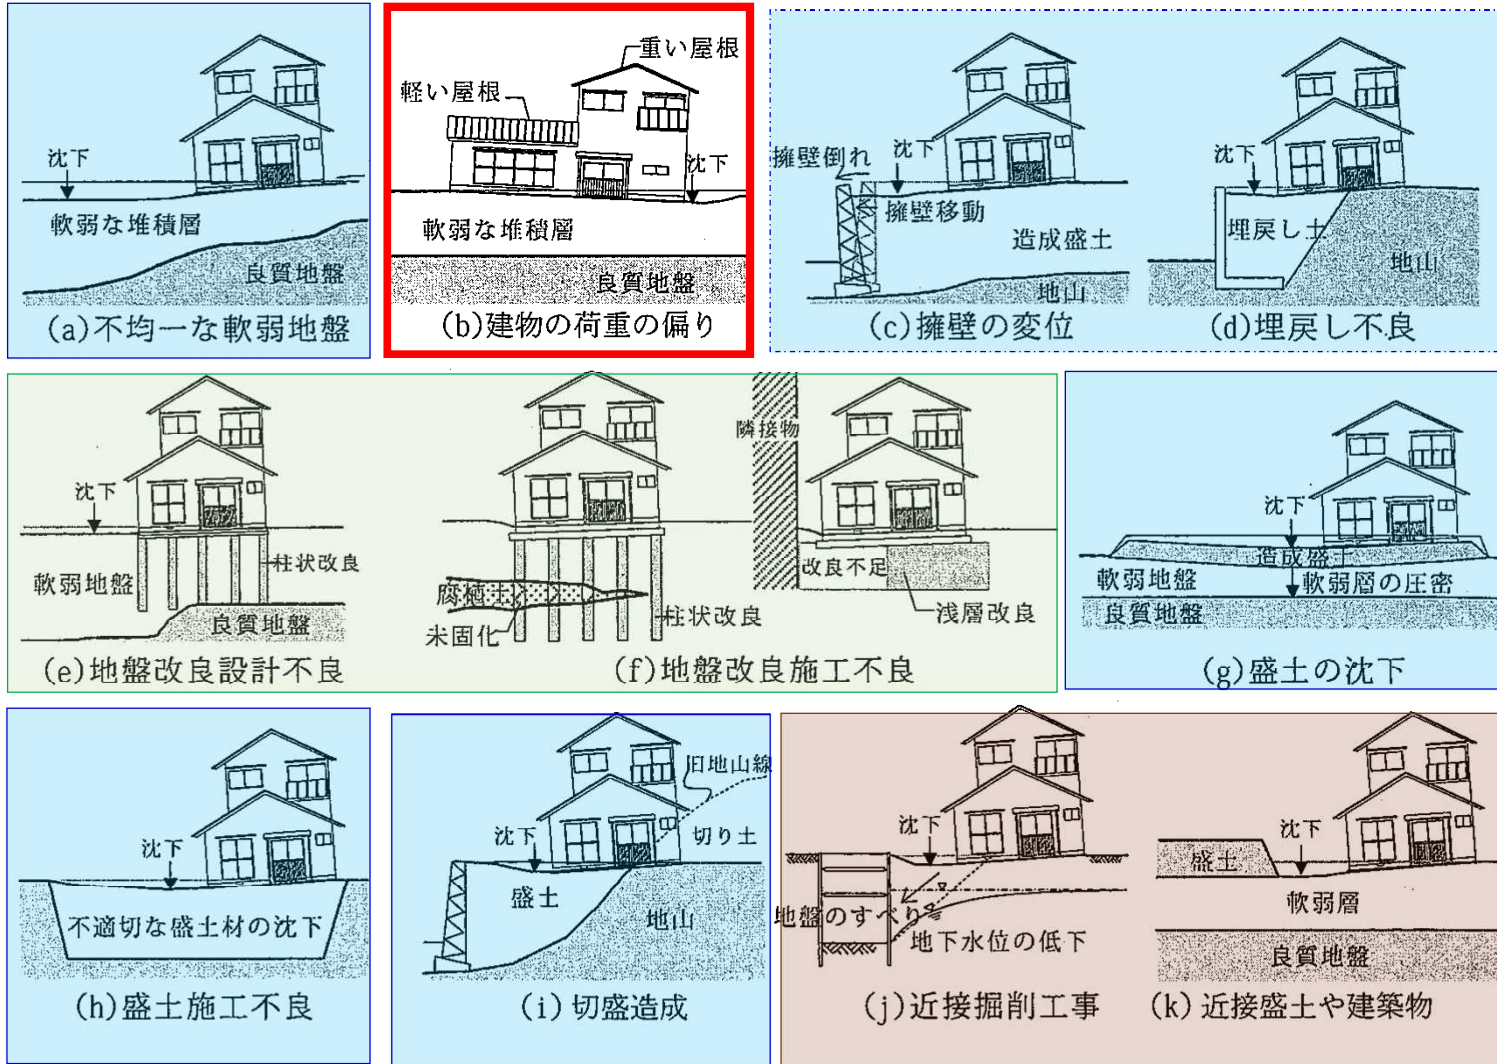 沈下
軟弱な堆積層
良質地盤
(a)不均一な軟弱地盤
重い屋根
軽い屋根
沈下
軟弱な堆積層
良質地盤
(b)建物の荷重の偏り
擁壁倒れ
沈下
擁壁移動
造成盛土
地山
(c)擁壁の変位
沈下
埋戻し土
地山
(d)埋戻し不良
沈下
軟弱地盤
柱状改良
良質地盤
(e)地盤改良設計不良
腐植土
未固化
柱状改良
隣接物
改良不足
浅層改良
(f)地盤改良施工不良
沈下
造成盛土
軟弱地盤
軟弱層の圧密
良質地盤
(g)盛土の沈下
沈下
不適切な盛土材の沈下
(h)盛土施工不良
旧地山線
沈下
切り土
盛土
地山
(i)切盛造成
沈下
地盤のすべり
地下水位の低下
(j)近接掘削工事
沈下
盛土
軟弱層
良質地盤
(k)近接盛土や建築物